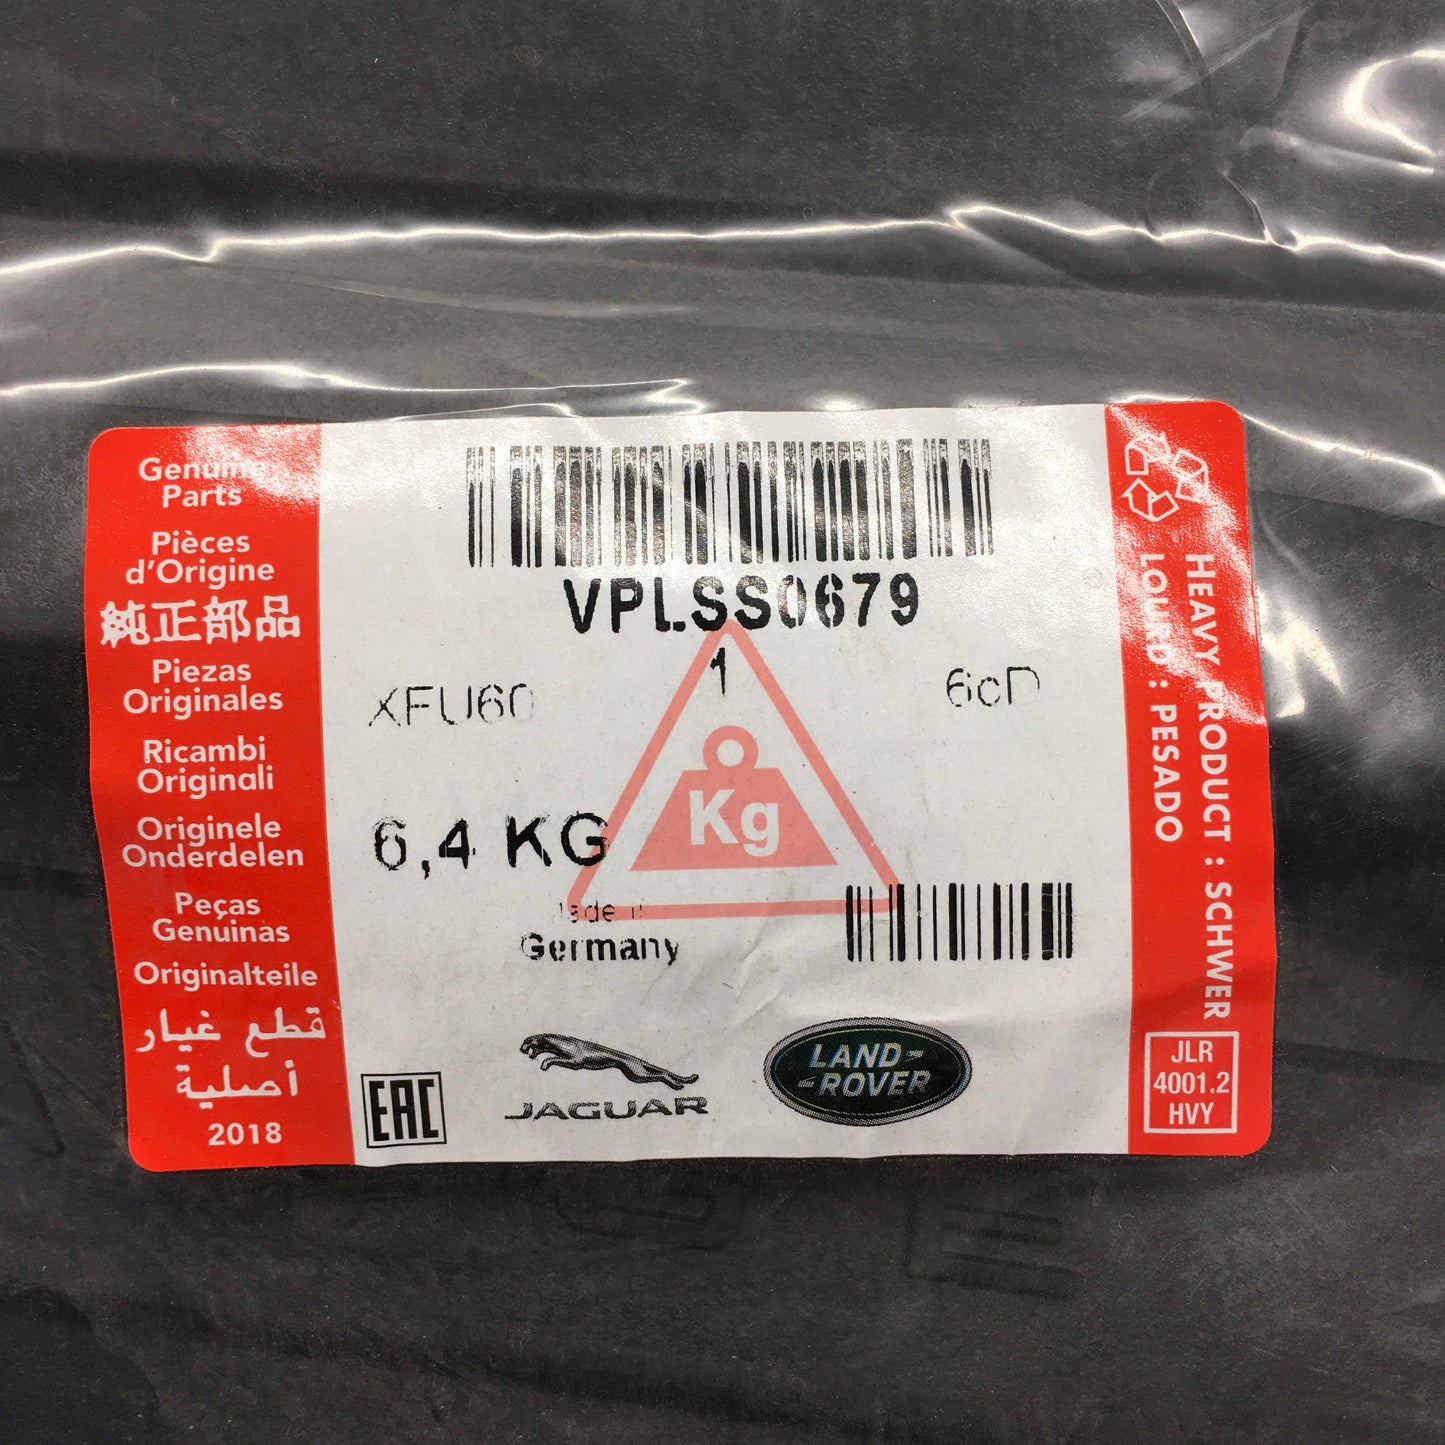 Genuine
Parts
Pièces
d'Origine
純正部品
Piezas
Originales
Ricambi
Originali
Originele
Onderdelen
Peças
Genuinas
Originalteile
قطع غيار
أصلية
2018
VPLSS0679
1
XFU60
6,4 KG
Kg
Made in
Germany
EAC
JAGUAR
LAND-
-ROVER
HEAVY PRODUCT : SCHWER
LOURD : PESADO
JLR
4001.2
HVY